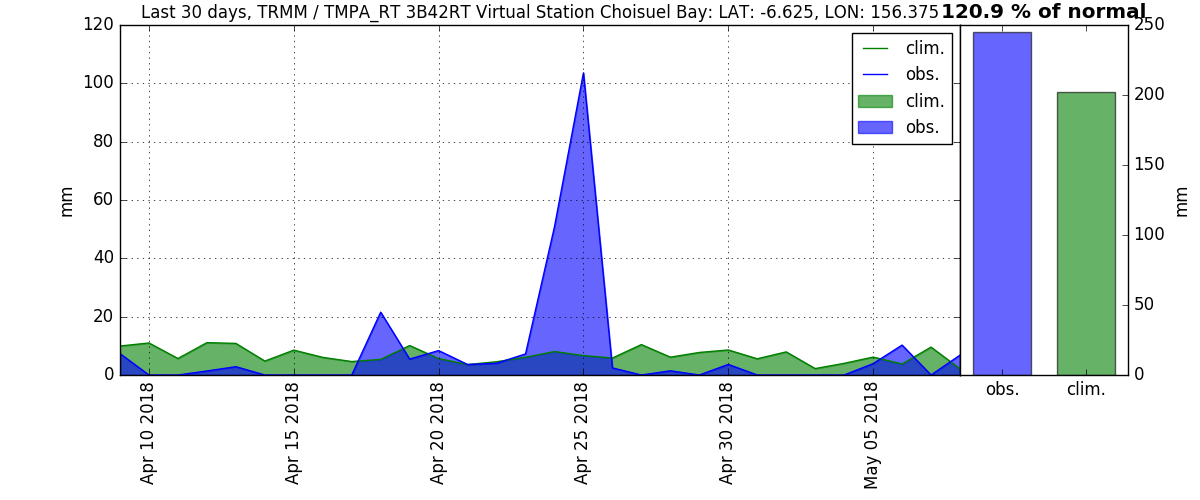 Last 30 days, TRMM / TMPA_RT 3B42RT Virtual Station Choisuel Bay: LAT: -6.625, LON: 156.375
120.9 % of normal
120
100
80
60
40
20
0
mm
clim.
obs.
clim.
obs.
250
200
150
100
50
0
mm
Apr 10 2018
Apr 15 2018
Apr 20 2018
Apr 25 2018
Apr 30 2018
May 05 2018
obs.
clim.